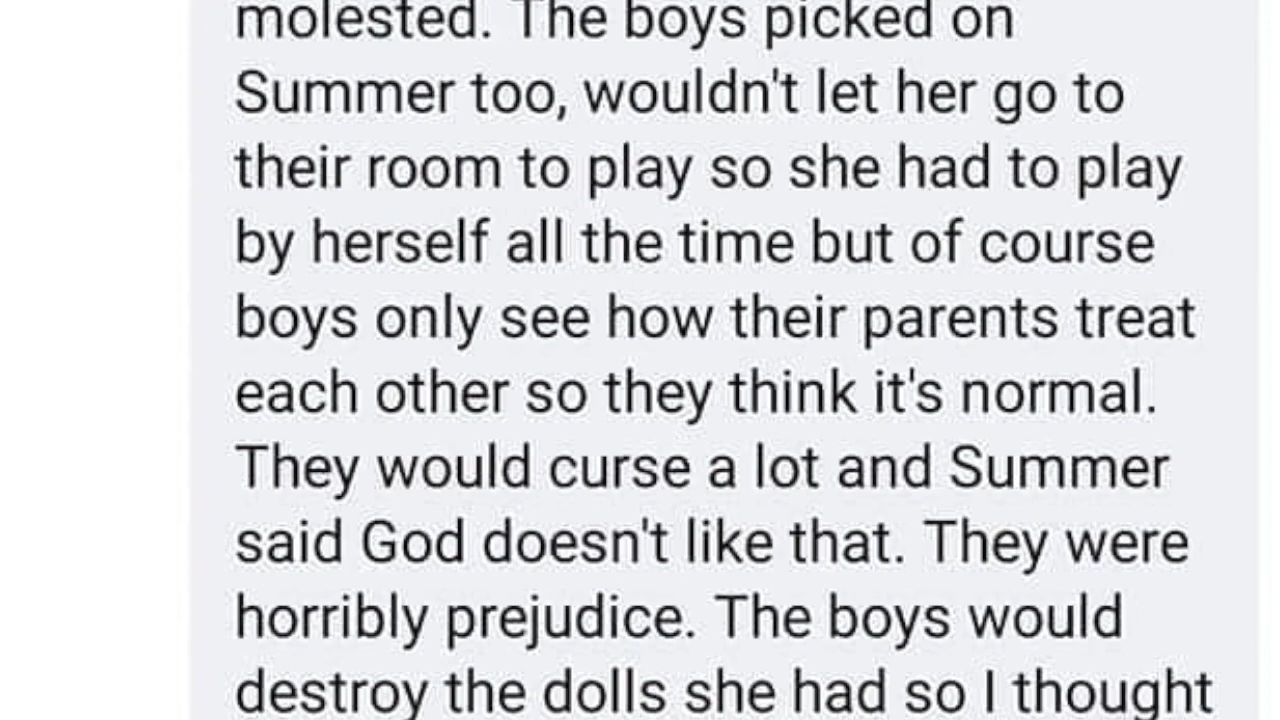 molested. The boys picked on
Summer too, wouldn't let her go to
their room to play so she had to play
by herself all the time but of course
boys only see how their parents treat
each other so they think it's normal.
They would curse a lot and Summer
said God doesn't like that. They were
horribly prejudice. The boys would
destroy the dolls she had so I thought